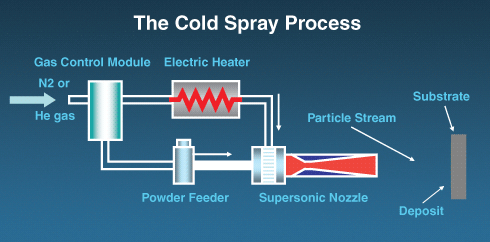 The Cold Spray Process
Gas Control Module
Electric Heater
N2 or
He gas
Substrate
Particle Stream
Powder Feeder
Supersonic Nozzle
Deposit